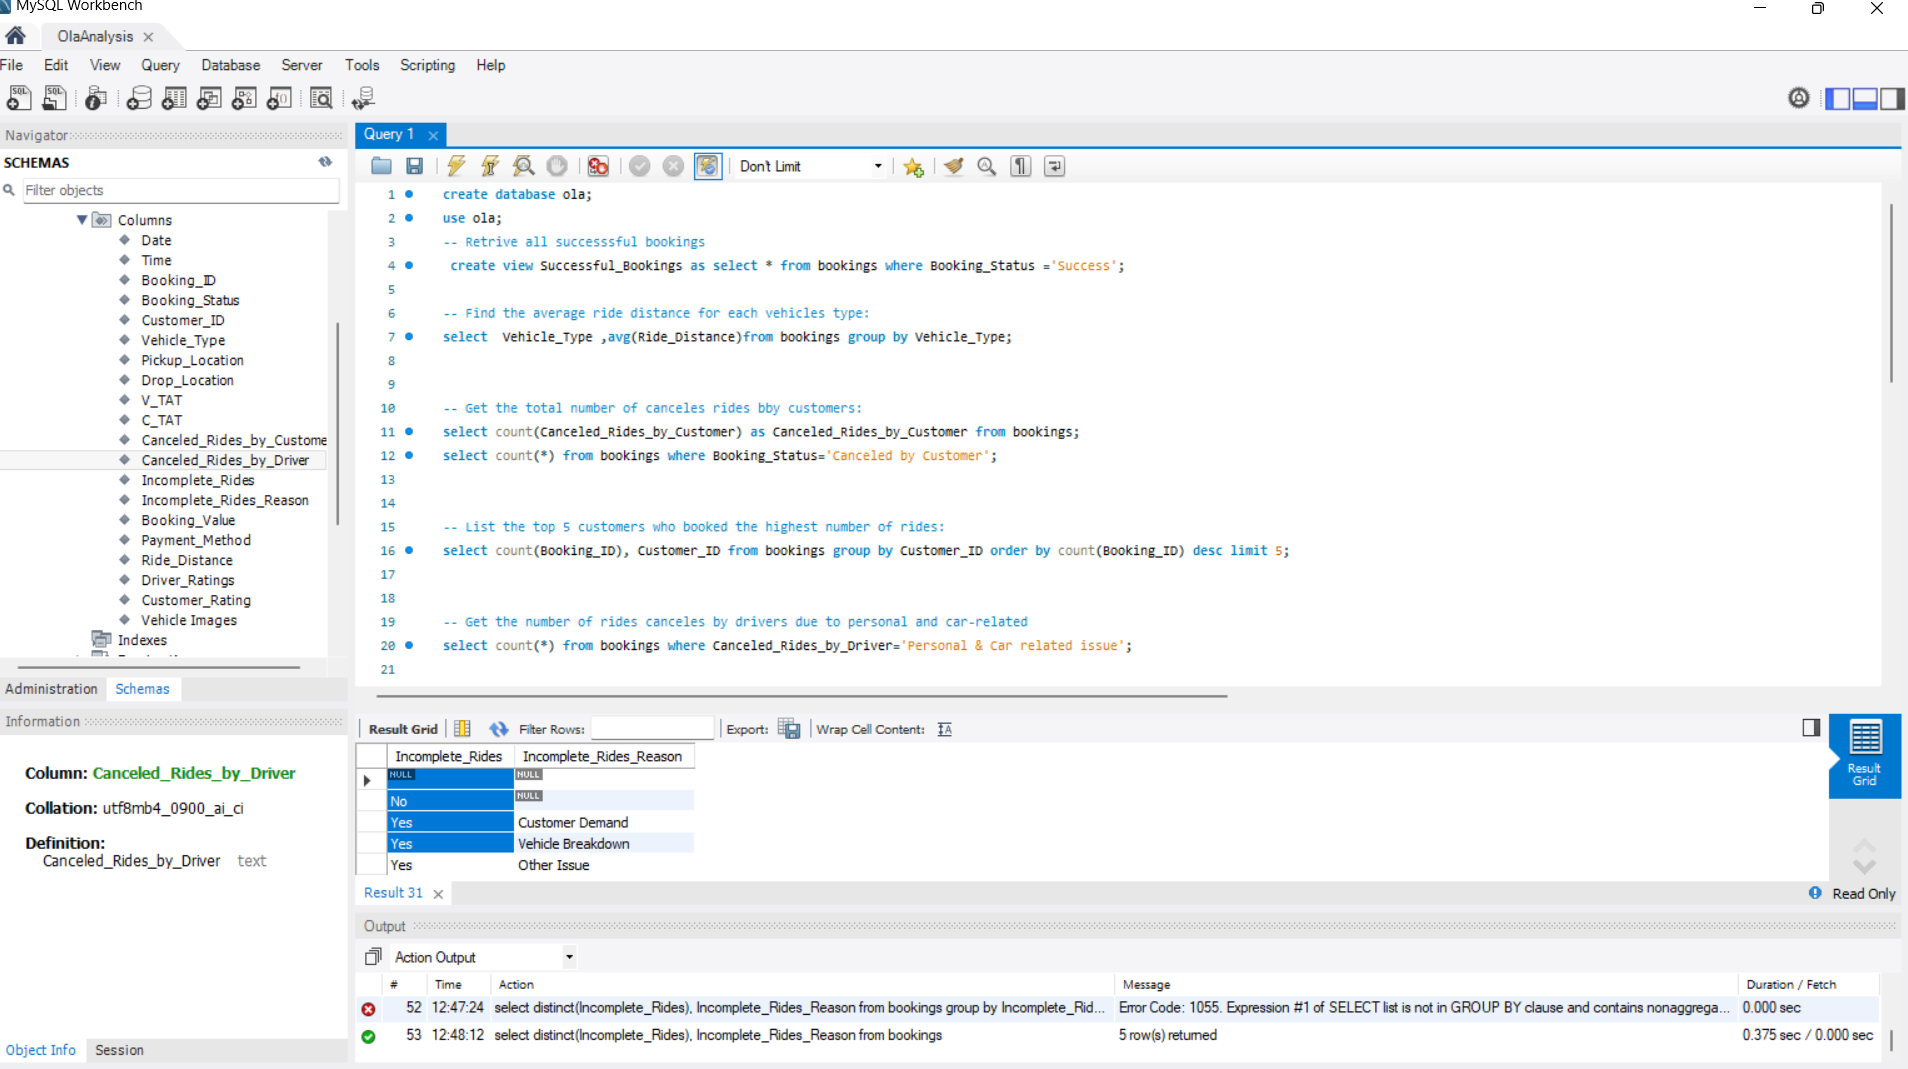 MySQL Workbench
OlaAnalysis
File Edit View Query Database Server Tools Scripting Help
Navigator
SCHEMAS
Filter objects
Columns
Date
Time
Booking_ID
Booking_Status
Customer_ID
Vehicle_Type
Pickup_Location
Drop_Location
V_TAT
C_TAT
Canceled_Rides_by_Custome
Canceled_Rides_by_Driver
Incomplete_Rides
Incomplete_Rides_Reason
Booking_Value
Payment_Method
Ride_Distance
Driver_Ratings
Customer_Rating
Vehicle Images
Indexes
Administration Schemas
Information
Column: Canceled_Rides_by_Driver
Collation: utf8mb4_0900_ai_ci
Definition:
Canceled_Rides_by_Driver text
Object Info Session
Query 1
Don't Limit
1 create database ola;
2 use ola;
3 -- Retrive all successsful bookings
4 create view Successful_Bookings as select * from bookings where Booking_Status ='Success';
5
6 -- Find the average ride distance for each vehicles type:
7 select Vehicle_Type ,avg(Ride_Distance)from bookings group by Vehicle_Type;
8
9
10 -- Get the total number of canceles rides bby customers:
11 select count(Canceled_Rides_by_Customer) as Canceled_Rides_by_Customer from bookings;
12 select count(*) from bookings where Booking_Status='Canceled by Customer';
13
14
15 -- List the top 5 customers who booked the highest number of rides:
16 select count(Booking_ID), Customer_ID from bookings group by Customer_ID order by count(Booking_ID) desc limit 5;
17
18
19 -- Get the number of rides canceles by drivers due to personal and car-related
20 select count(*) from bookings where Canceled_Rides_by_Driver='Personal & Car related issue';
21
Result Grid Filter Rows: Export: Wrap Cell Content:
Incomplete_Rides Incomplete_Rides_Reason
NULL NULL
No NULL
Yes Customer Demand
Yes Vehicle Breakdown
Yes Other Issue
Result Grid
Result 31
Read Only
Output
Action Output
# Time Action Message Duration / Fetch
52 12:47:24 select distinct(Incomplete_Rides), Incomplete_Rides_Reason from bookings group by Incomplete_Rid... Error Code: 1055. Expression #1 of SELECT list is not in GROUP BY clause and contains nonaggrega... 0.000 sec
53 12:48:12 select distinct(Incomplete_Rides), Incomplete_Rides_Reason from bookings 5 row(s) returned 0.375 sec / 0.000 sec